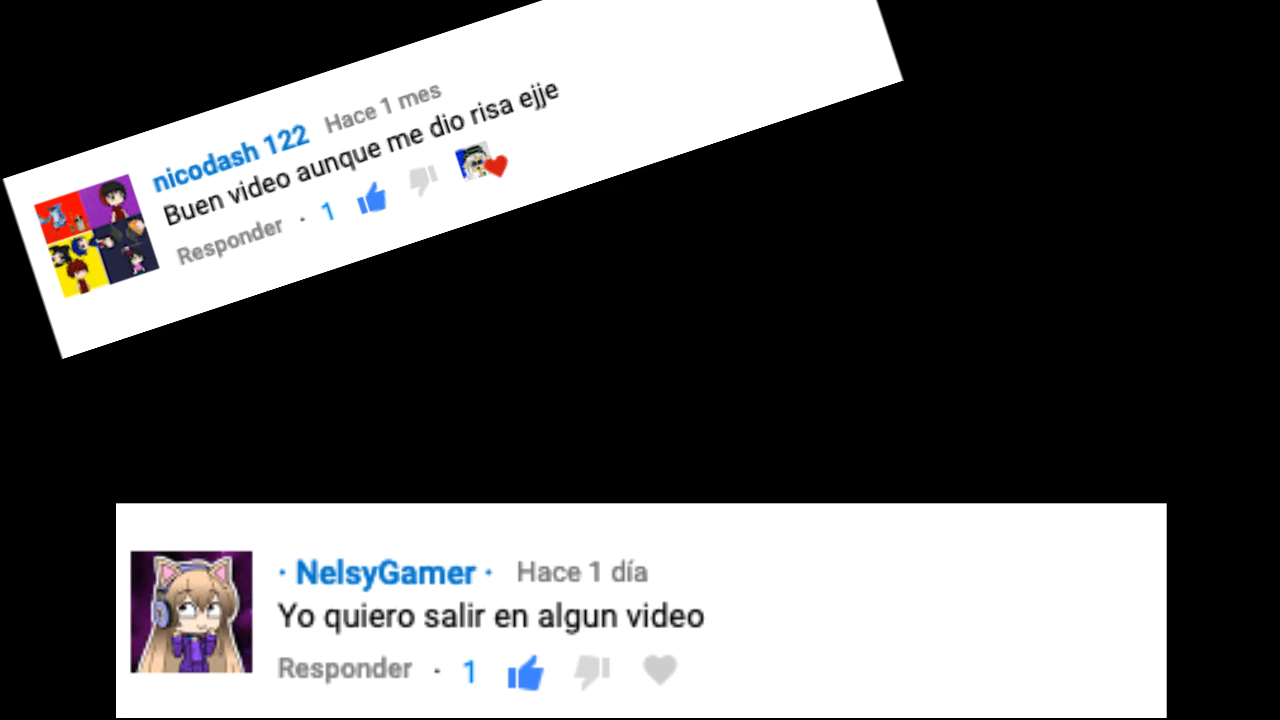 nicodash 122 Hace 1 mes
Buen video aunque me dio risa ejje
Responder · 1
· NelsyGamer · Hace 1 día
Yo quiero salir en algun video
Responder · 1